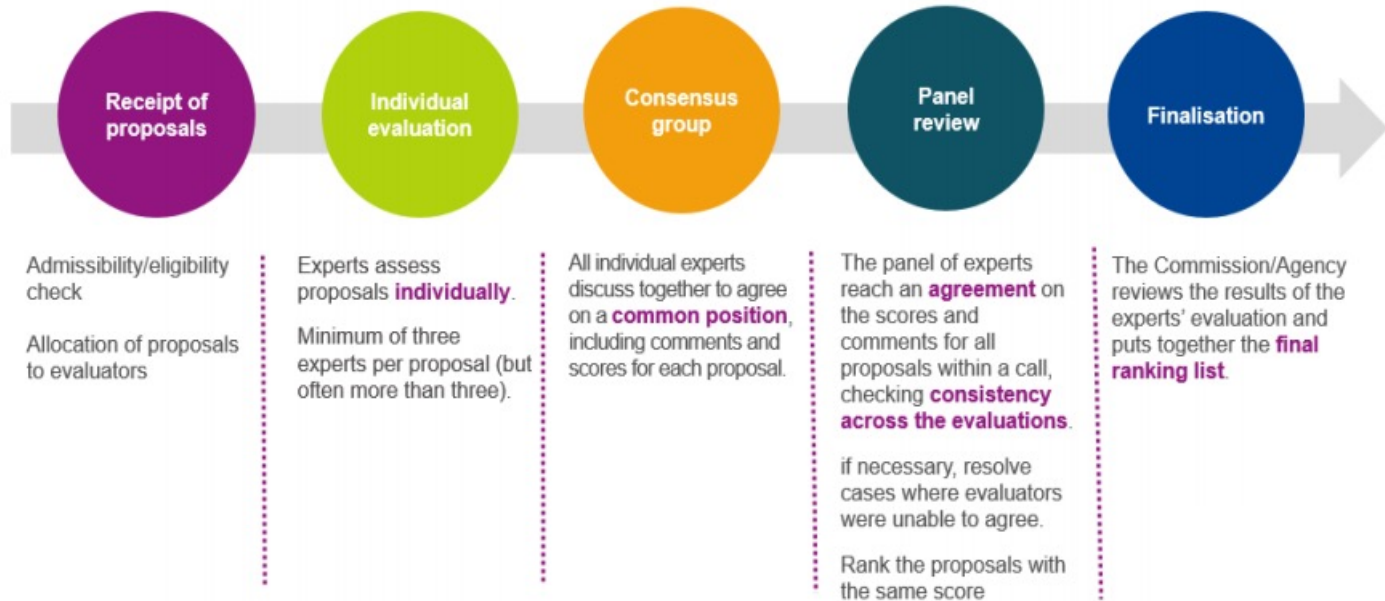 Receipt of
proposals
Individual
evaluation
Consensus
group
Panel
review
Finalisation
Admissibility/eligibility
check
Allocation of proposals
to evaluators
Experts assess
proposals individually.
Minimum of three
experts per proposal (but
often more than three).
All individual experts
discuss together to agree
on a common position,
including comments and
scores for each proposal.
The panel of experts
reach an agreement on
the scores and
comments for all
proposals within a call,
checking consistency
across the evaluations.
if necessary, resolve
cases where evaluators
were unable to agree.
Rank the proposals with
the same score
The Commission/Agency
reviews the results of the
experts' evaluation and
puts together the final
ranking list.